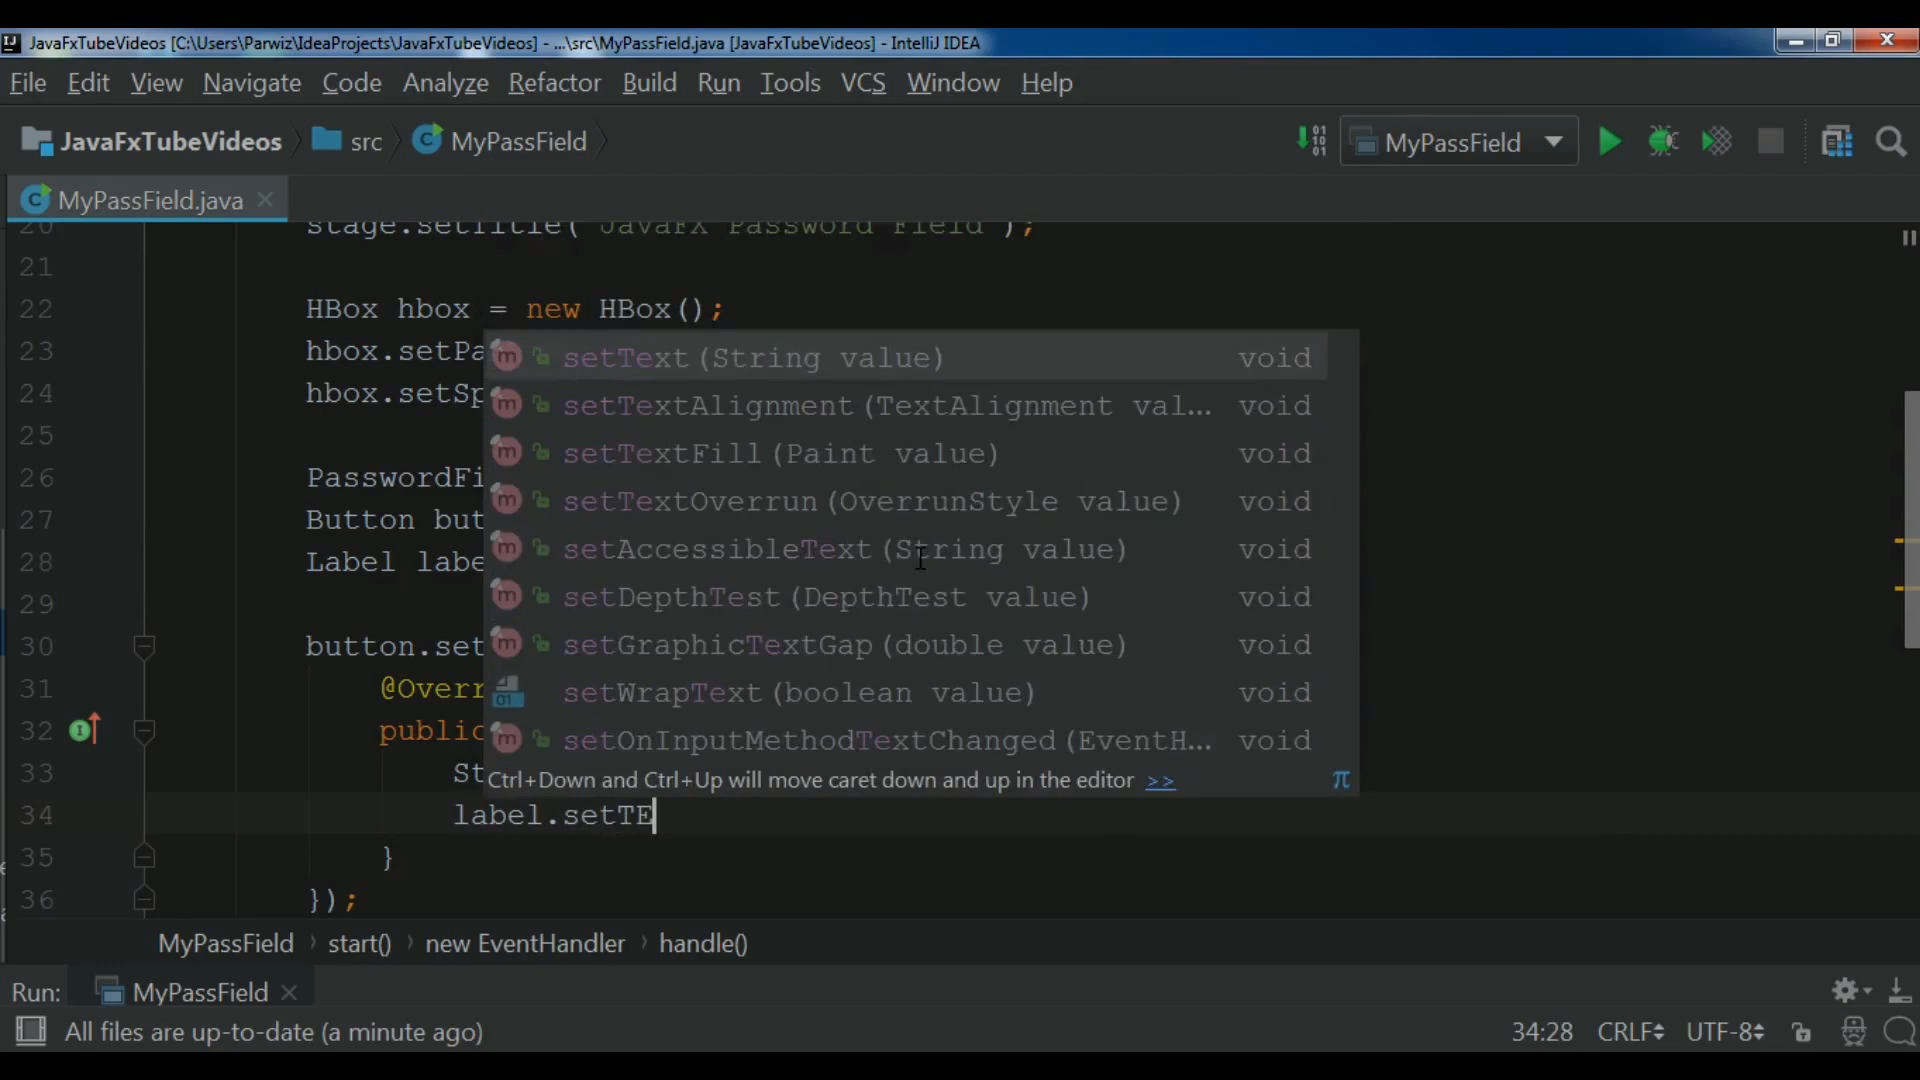 JavaFxTubeVideos [C:\Users\Parwiz\IdeaProjects\JavaFxTubeVideos] - ...\src\MyPassField.java [JavaFxTubeVideos] - IntelliJ IDEA
File Edit View Navigate Code Analyze Refactor Build Run Tools VCS Window Help
JavaFxTubeVideos src MyPassField MyPassField
MyPassField.java
20 stage.setTitle("JavaFX Password Field");
21
22 HBox hbox = new HBox();
23 hbox.setPa
24 hbox.setSp
25
26 PasswordFi
27 Button but
28 Label labe
29
30 button.set
31 @Overr
32 public
33 St
34 label.setTE
35 }
36 });
setText(String value) void
setTextAlignment(TextAlignment val... void
setTextFill(Paint value) void
setTextOverrun(OverrunStyle value) void
setAccessibleText(String value) void
setDepthTest(DepthTest value) void
setGraphicTextGap(double value) void
setWrapText(boolean value) void
setOnInputMethodTextChanged(EventH... void
Ctrl+Down and Ctrl+Up will move caret down and up in the editor >> π
MyPassField start() new EventHandler handle()
Run: MyPassField
All files are up-to-date (a minute ago) 34:28 CRLF UTF-8